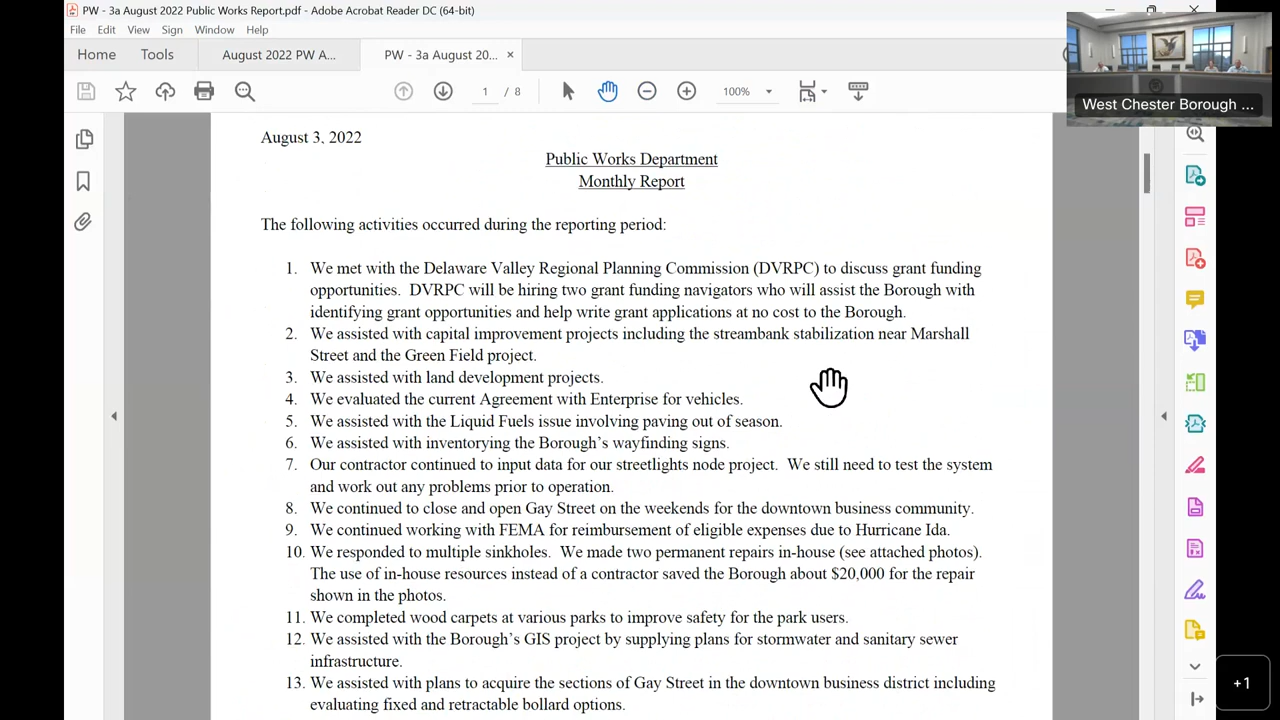 PW - 3a August 2022 Public Works Report.pdf - Adobe Acrobat Reader DC (64-bit)
File Edit View Sign Window Help
Home Tools August 2022 PW A... PW - 3a August 20... ×
1 / 8 100%
West Chester Borough ...
August 3, 2022
Public Works Department
Monthly Report
The following activities occurred during the reporting period:
1. We met with the Delaware Valley Regional Planning Commission (DVRPC) to discuss grant funding
opportunities. DVRPC will be hiring two grant funding navigators who will assist the Borough with
identifying grant opportunities and help write grant applications at no cost to the Borough.
2. We assisted with capital improvement projects including the streambank stabilization near Marshall
Street and the Green Field project.
3. We assisted with land development projects.
4. We evaluated the current Agreement with Enterprise for vehicles.
5. We assisted with the Liquid Fuels issue involving paving out of season.
6. We assisted with inventorying the Borough's wayfinding signs.
7. Our contractor continued to input data for our streetlights node project. We still need to test the system
and work out any problems prior to operation.
8. We continued to close and open Gay Street on the weekends for the downtown business community.
9. We continued working with FEMA for reimbursement of eligible expenses due to Hurricane Ida.
10. We responded to multiple sinkholes. We made two permanent repairs in-house (see attached photos).
The use of in-house resources instead of a contractor saved the Borough about $20,000 for the repair
shown in the photos.
11. We completed wood carpets at various parks to improve safety for the park users.
12. We assisted with the Borough's GIS project by supplying plans for stormwater and sanitary sewer
infrastructure.
13. We assisted with plans to acquire the sections of Gay Street in the downtown business district including
evaluating fixed and retractable bollard options.
+1